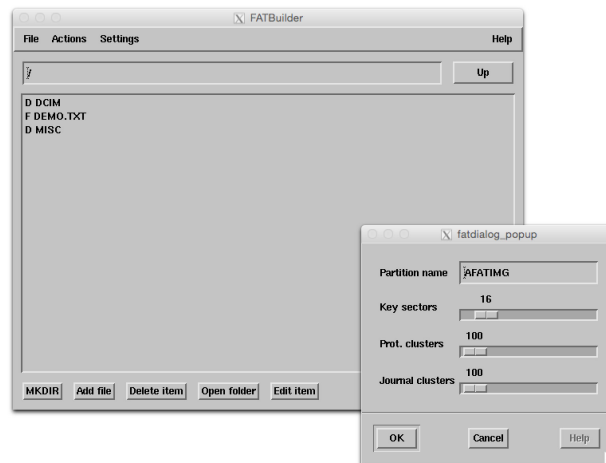 FATBuilder
File Actions Settings Help
/ Up
D DCIM
F DEMO.TXT
D MISC
MKDIR Add file Delete item Open folder Edit item
fatdialog_popup
Partition name AFATIMG
Key sectors 16
Prot. clusters 100
Journal clusters 100
OK Cancel Help